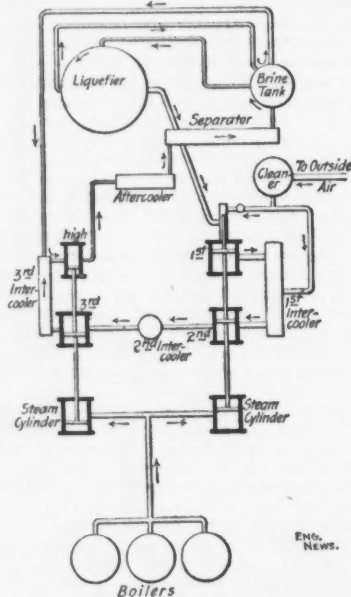 Liquefier
Brine
Tank
Separator
Clean-
er
To Outside
Air
Aftercooler
high
1st
3rd
Inter-
cooler
3rd
2nd Inter-
cooler
2nd
1st
Inter-
cooler
Steam
Cylinder
Steam
Cylinder
Boilers
ENG.
NEWS.